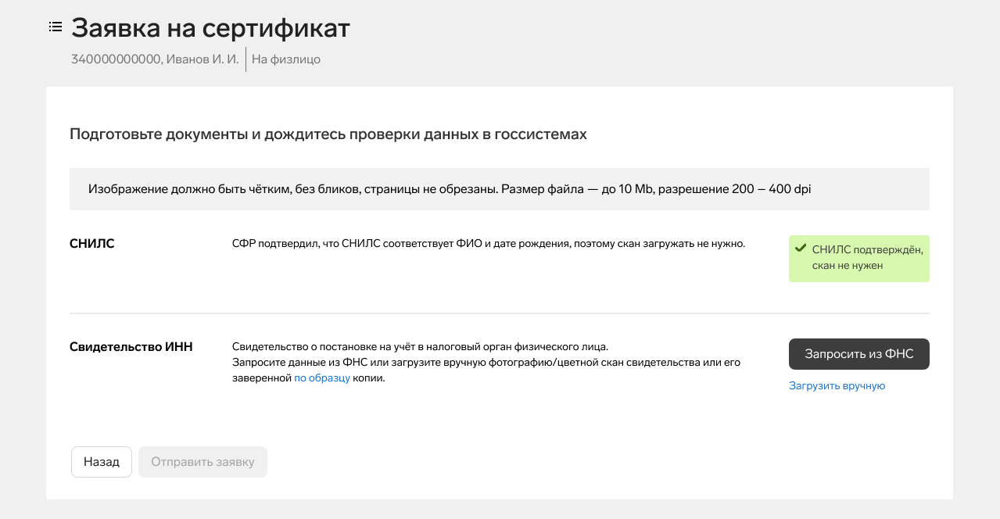 Заявка на сертификат
340000000000, Иванов И. И. На физлицо
Подготовьте документы и дождитесь проверки данных в госсистемах
Изображение должно быть чётким, без бликов, страницы не обрезаны. Размер файла — до 10 Mb, разрешение 200 – 400 dpi
СНИЛС
СФР подтвердил, что СНИЛС соответствует ФИО и дате рождения, поэтому скан загружать не нужно.
СНИЛС подтверждён,
скан не нужен
Свидетельство ИНН
Свидетельство о постановке на учёт в налоговый орган физического лица.
Запросите данные из ФНС или загрузите вручную фотографию/цветной скан свидетельства или его
заверенной по образцу копии.
Запросить из ФНС
Загрузить вручную
Назад
Отправить заявку